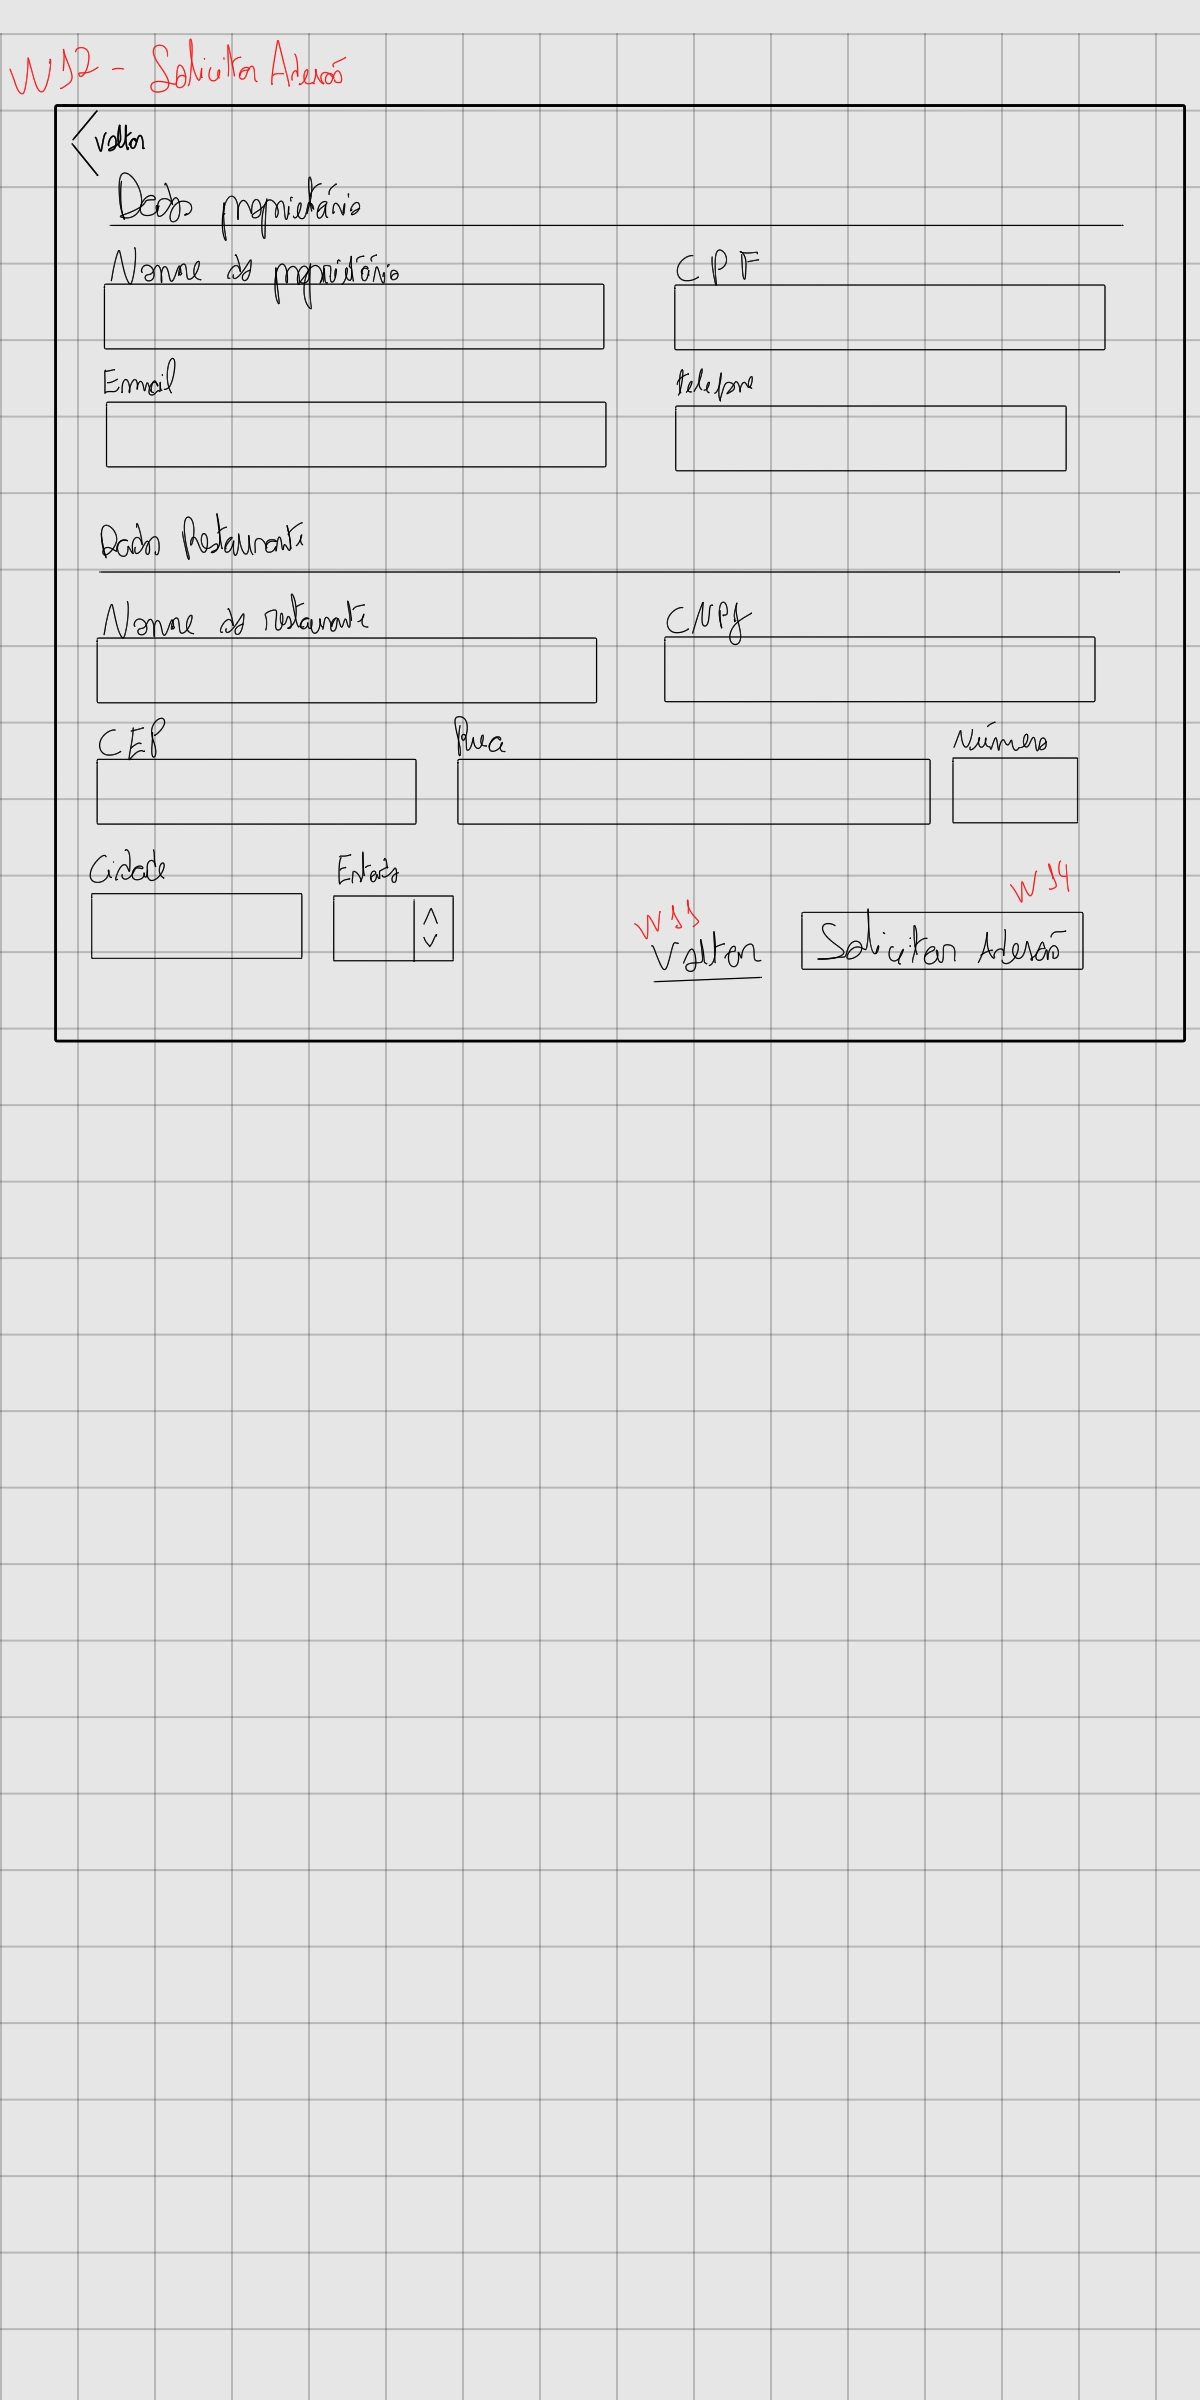 W12 - Solicitar Adesão
< Voltar
Dados proprietário
Nome do proprietário CPF
Email telefone
Dados Restaurante
Nome do restaurante CNPJ
CEP Rua Número
Cidade Estado
W11 W14
Voltar Solicitar Adesão